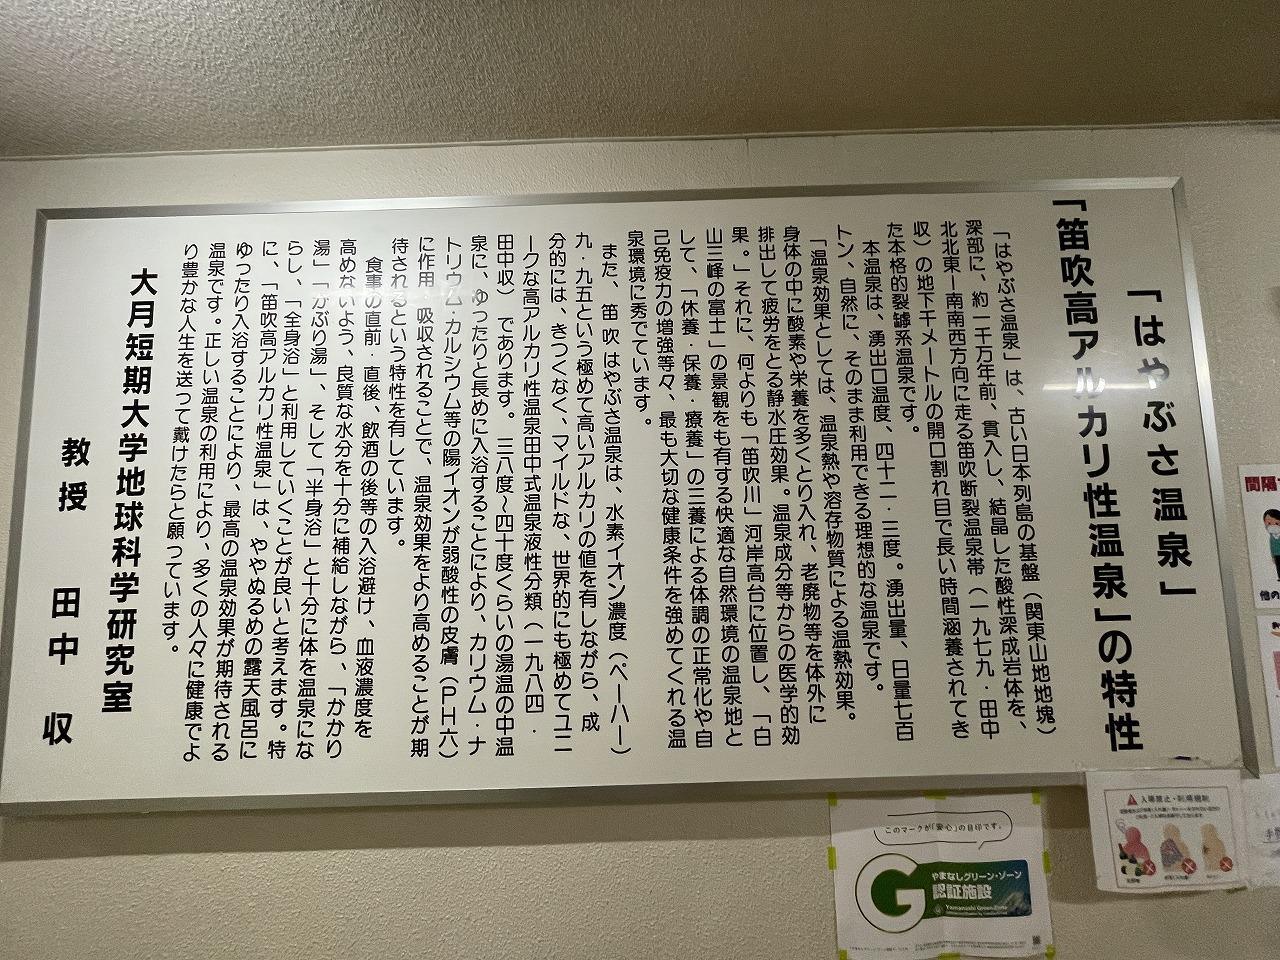 「はやぶさ温泉」
「笛吹高アルカリ性温泉」の特性
「はやぶさ温泉」は、古い日本列島の基盤（関東山地地塊）
深部に、約一千万年前、貫入し、結晶した酸性深成岩体を、
北北東ー南南西方向に走る笛吹断裂温泉帯（一九七九・田中
収）の地下千メートルの開口割れ目で長い時間涵養されてき
た本格的裂罅系温泉です。
本温泉は、湧出口温度、四十一・三度。湧出量、日量七百
トン、自然に、そのまま利用できる理想的な温泉です。
「温泉効果としては、温泉熱や溶存物質による温熱効果。
身体の中に酸素や栄養を多くとり入れ、老廃物等を体外に
排出して疲労をとる静水圧効果。温泉成分等からの医学的効
果。」それに、何よりも「笛吹川」河岸高台に位置し、「白
山三峰の富士」の景観をも有する快適な自然環境の温泉地と
して、「休養・保養・療養」の三養による体調の正常化や自
己免疫力の増強等々、最も大切な健康条件を強めてくれる温
泉環境に秀でています。
また、笛吹はやぶさ温泉は、水素イオン濃度（ペーハー）
九・九五という極めて高いアルカリの値を有しながら、成
分的には、きつくなく、マイルドな、世界的にも極めてユニ
ークな高アルカリ性温泉田中式温泉液性分類（一九八四・
田中収）であります。三八度〜四十度くらいの湯温の中温
泉に、ゆったりと長めに入浴することにより、カリウム・ナ
トリウム・カルシウム等の陽イオンが弱酸性の皮膚（ＰＨ六）
に作用 吸収されることで、温泉効果をより高めることが期
待されるという特性を有しています。
食事の直前・直後、飲酒の後等の入浴避け、血液濃度を
高めないよう、良質な水分を十分に補給しながら、「かかり
湯」「かぶり湯」、そして「半身浴」と十分に体を温泉にな
らし、「全身浴」と利用していくことが良いと考えます。特
に、「笛吹高アルカリ性温泉」は、ややぬるめの露天風呂に
ゆったり入浴することにより、最高の温泉効果が期待される
温泉です。正しい温泉の利用により、多くの人々に健康でよ
り豊かな人生を送って戴けたらと願っています。
大月短期大学地球科学研究室
教授 田中 収
間隔
他の
入場禁止・利用規制
このマークが「安心」の目印です。
やまなしグリーン・ゾーン
認証施設
Yamanashi Green Zone